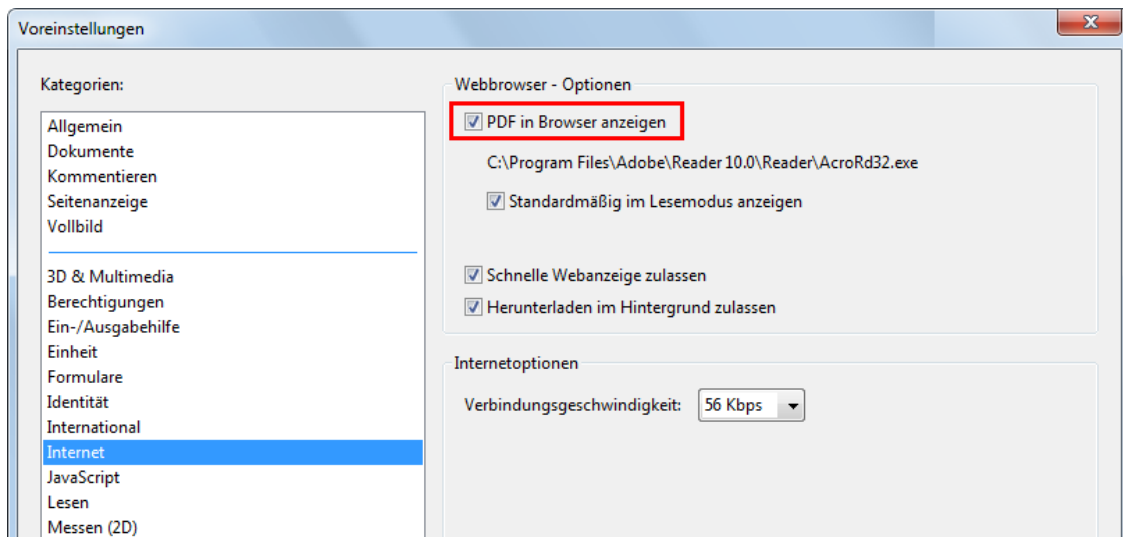 Voreinstellungen
Kategorien:
Allgemein
Dokumente
Kommentieren
Seitenanzeige
Vollbild
3D & Multimedia
Berechtigungen
Ein-/Ausgabehilfe
Einheit
Formulare
Identität
International
Internet
JavaScript
Lesen
Messen (2D)
Webbrowser - Optionen
PDF in Browser anzeigen
C:\Program Files\Adobe\Reader 10.0\Reader\AcroRd32.exe
Standardmäßig im Lesemodus anzeigen
Schnelle Webanzeige zulassen
Herunterladen im Hintergrund zulassen
Internetoptionen
Verbindungsgeschwindigkeit: 56 Kbps